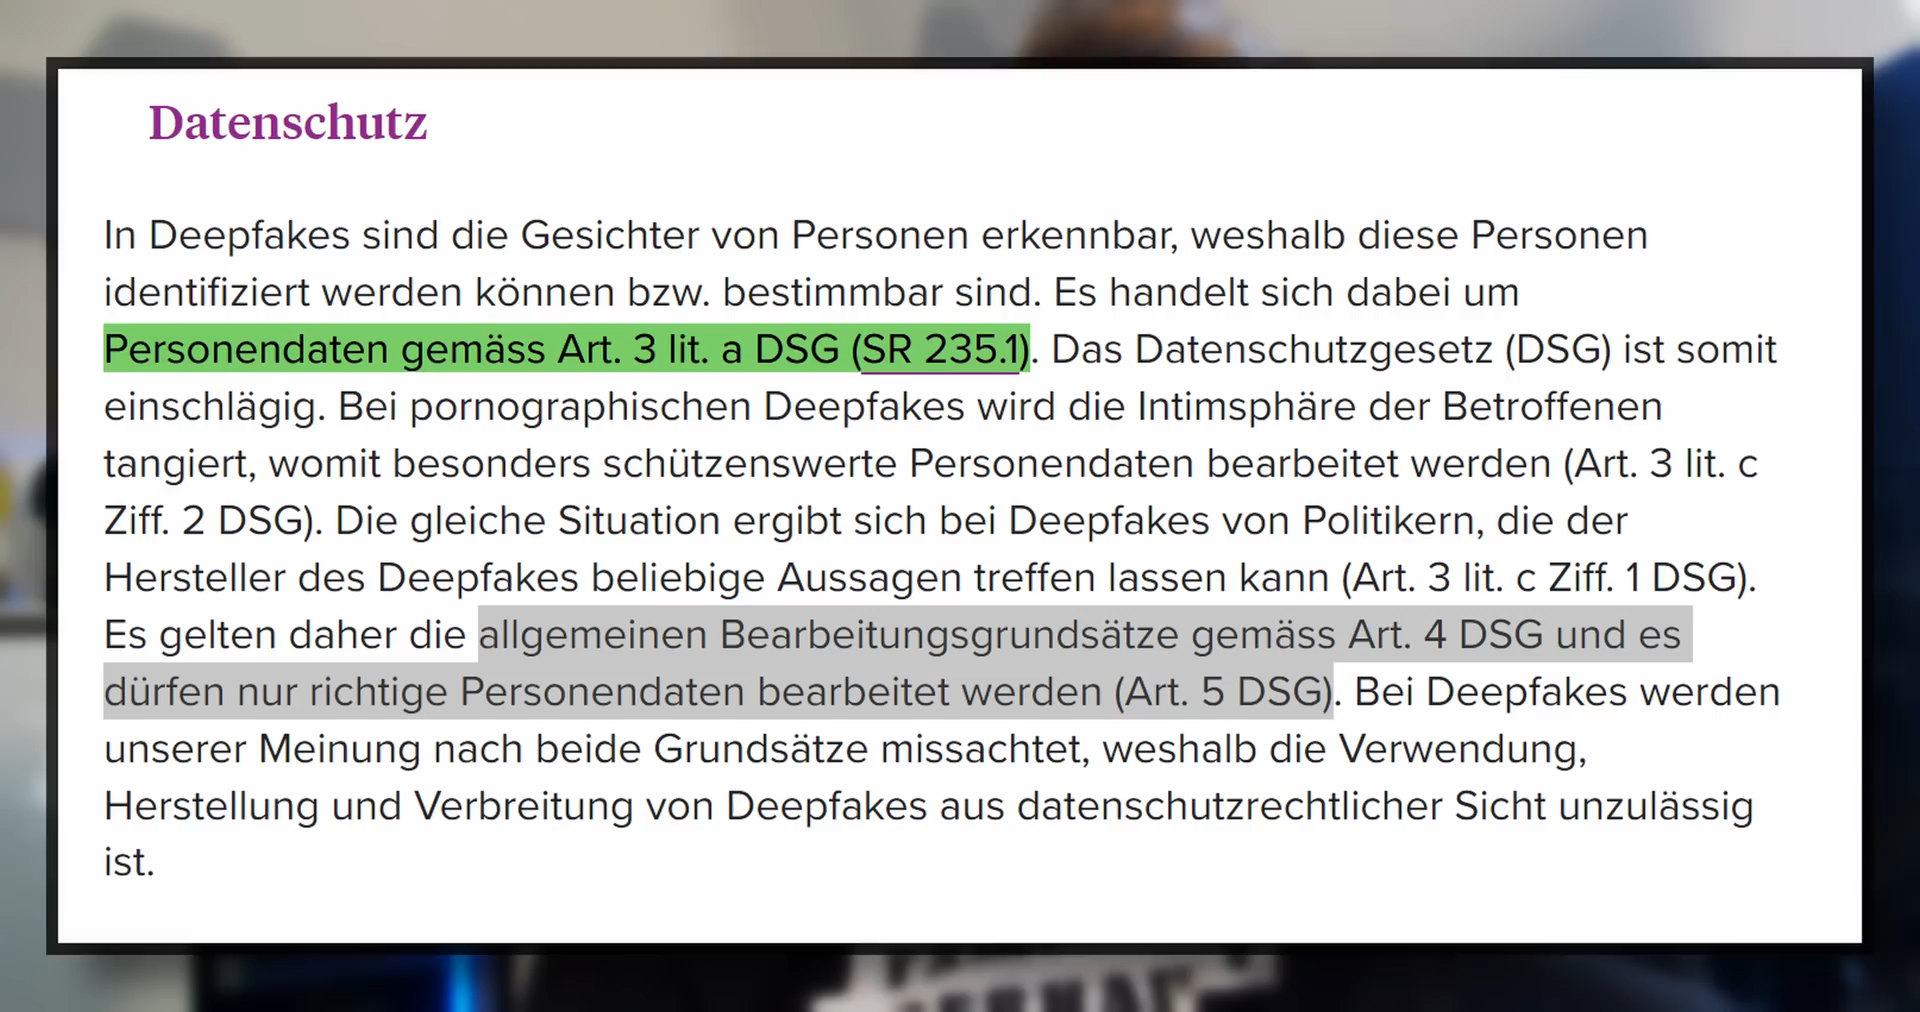 Datenschutz
In Deepfakes sind die Gesichter von Personen erkennbar, weshalb diese Personen
identifiziert werden können bzw. bestimmbar sind. Es handelt sich dabei um
Personendaten gemäss Art. 3 lit. a DSG (SR 235.1). Das Datenschutzgesetz (DSG) ist somit
einschlägig. Bei pornographischen Deepfakes wird die Intimsphäre der Betroffenen
tangiert, womit besonders schützenswerte Personendaten bearbeitet werden (Art. 3 lit. c
Ziff. 2 DSG). Die gleiche Situation ergibt sich bei Deepfakes von Politikern, die der
Hersteller des Deepfakes beliebige Aussagen treffen lassen kann (Art. 3 lit. c Ziff. 1 DSG).
Es gelten daher die allgemeinen Bearbeitungsgrundsätze gemäss Art. 4 DSG und es
dürfen nur richtige Personendaten bearbeitet werden (Art. 5 DSG). Bei Deepfakes werden
unserer Meinung nach beide Grundsätze missachtet, weshalb die Verwendung,
Herstellung und Verbreitung von Deepfakes aus datenschutzrechtlicher Sicht unzulässig
ist.